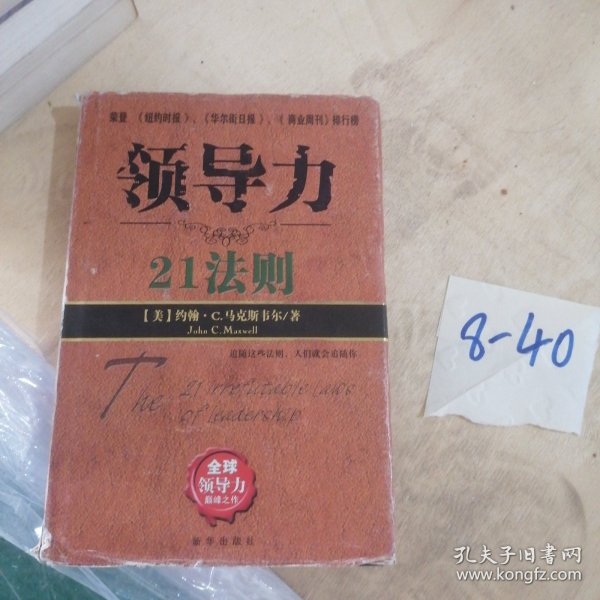 荣登 《纽约时报》、《华尔街日报》、《商业周刊》排行榜
领导力
21法则
【美】约翰·C.马克斯韦尔/著
John C. Maxwell
追随这些法则，人们就会追随你
The 21 irrefutable laws
of leadership
全球
领导力
巅峰之作
新华出版社
8-40
孔夫子旧书网
www.kongfz.com